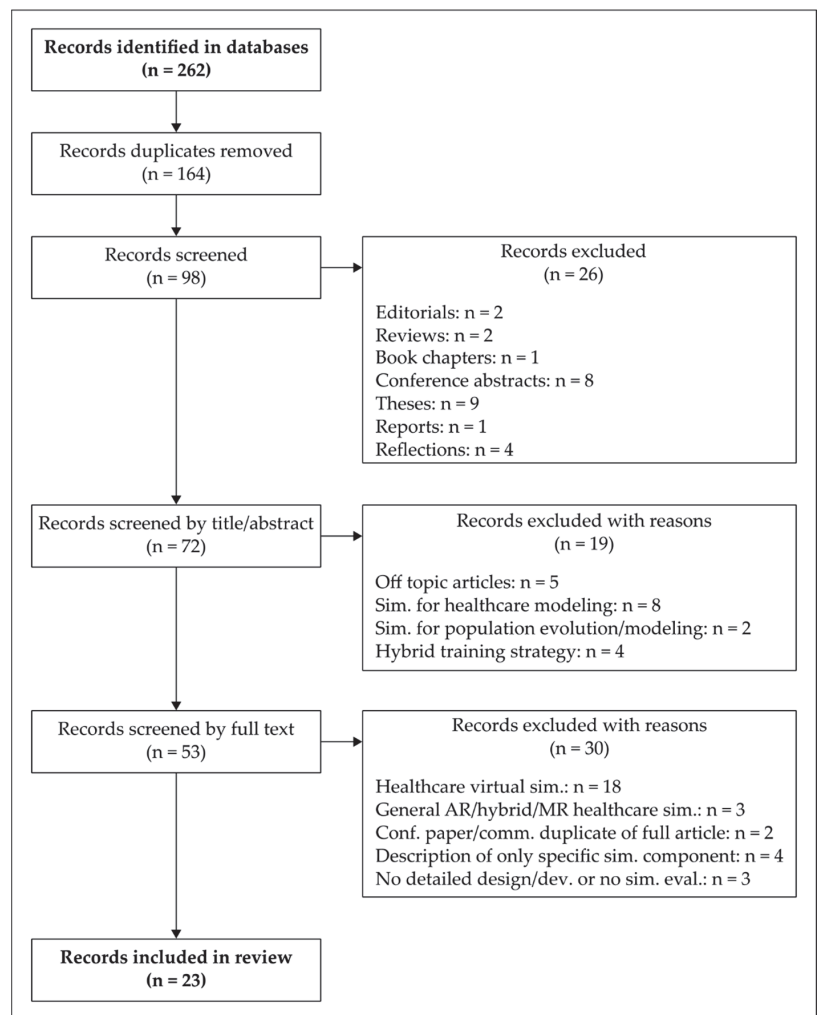 Records identified in databases
(n = 262)
Records duplicates removed
(n = 164)
Records screened
(n = 98)
Records excluded
(n = 26)
Editorials: n = 2
Reviews: n = 2
Book chapters: n = 1
Conference abstracts: n = 8
Theses: n = 9
Reports: n = 1
Reflections: n = 4
Records screened by title/abstract
(n = 72)
Records excluded with reasons
(n = 19)
Off topic articles: n = 5
Sim. for healthcare modeling: n = 8
Sim. for population evolution/modeling: n = 2
Hybrid training strategy: n = 4
Records screened by full text
(n = 53)
Records excluded with reasons
(n = 30)
Healthcare virtual sim.: n = 18
General AR/hybrid/MR healthcare sim.: n = 3
Conf. paper/comm. duplicate of full article: n = 2
Description of only specific sim. component: n = 4
No detailed design/dev. or no sim. eval.: n = 3
Records included in review
(n = 23)